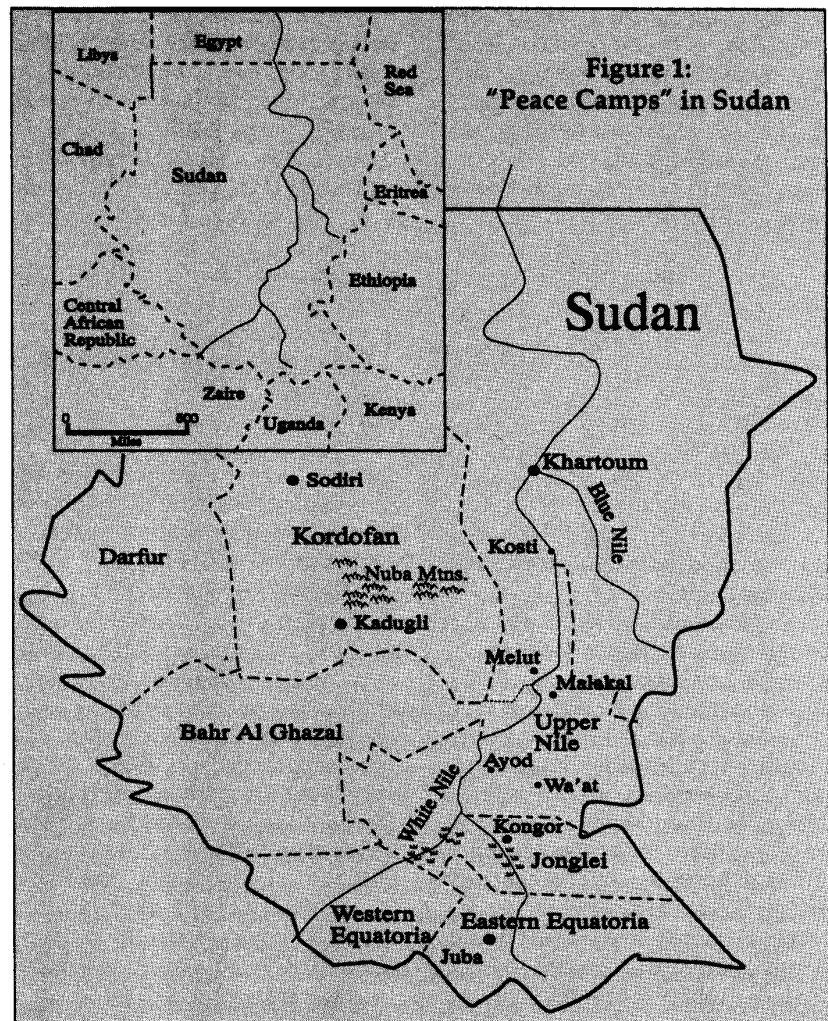 Figure 1:
"Peace Camps" in Sudan
Libya
Egypt
Red
Sea
Chad
Sudan
Eritrea
Ethiopia
Central
African
Republic
Zaire
Uganda
Kenya
0
600
Miles
Sudan
Khartoum
Blue Nile
Sodiri
Darfur
Kordofan
Kosti
Nuba Mtns.
Kadugli
Melut
Malakal
Bahr Al Ghazal
Upper
Nile
Ayod
Wa'at
White Nile
Kongor
Jonglei
Western
Equatoria
Eastern Equatoria
Juba